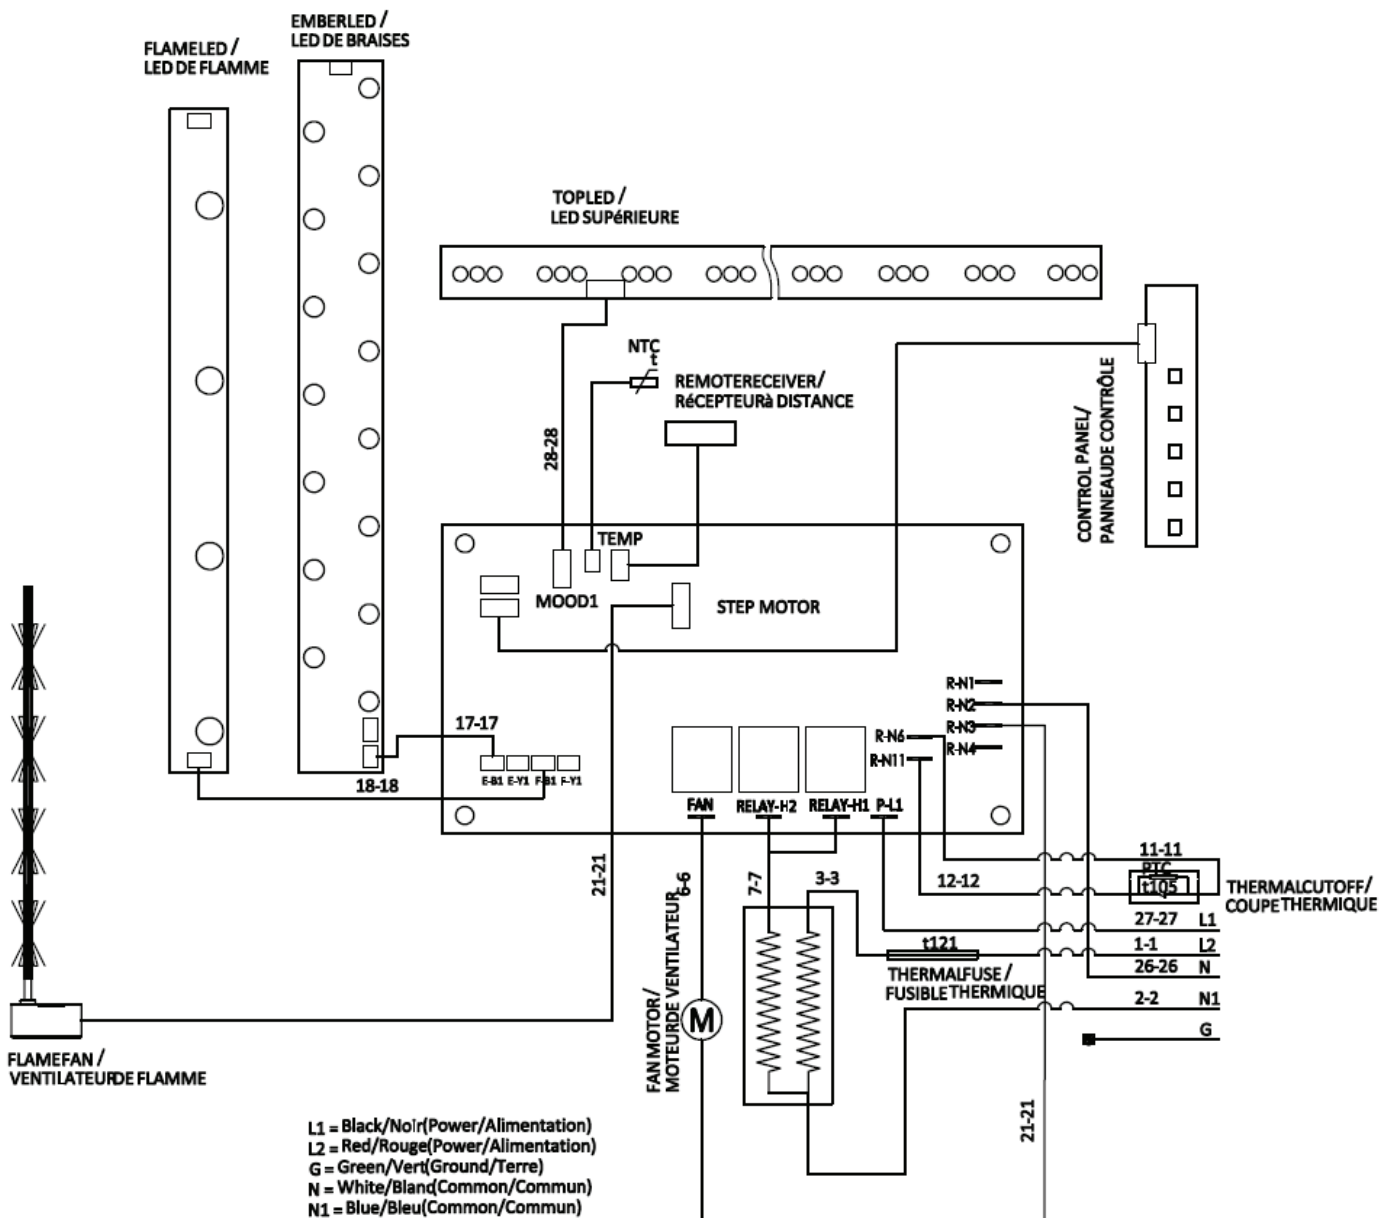 EMBERLED /
LED DE BRAISES
FLAMELED /
LED DE FLAMME
TOPLED /
LED SUPéRIEURE
NTC
t
REMOTERECEIVER/
RéCEPTEURà DISTANCE
28-28
CONTROL PANEL/
PANNEAUDE CONTRÔLE
TEMP
MOOD1
STEP MOTOR
R-N1
R-N2
R-N3
R-N4
R-N6
R-N11
17-17
18-18
E-B1 E-Y1 F-B1 F-Y1
FAN
RELAY-H2
RELAY-H1
P-L1
21-21
6-6
7-7
3-3
12-12
11-11
PTC
t105
THERMALCUTOFF/
COUPETHERMIQUE
27-27 L1
1-1 L2
26-26 N
2-2 N1
G
t121
THERMALFUSE/
FUSIBLETHERMIQUE
FAN MOTOR/
MOTEURDE VENTILATEUR
M
FLAMEFAN /
VENTILATEURDE FLAMME
21-21
L1 = Black/Noir(Power/Alimentation)
L2 = Red/Rouge(Power/Alimentation)
G = Green/Vert(Ground/Terre)
N = White/Blanc(Common/Commun)
N1 = Blue/Bleu(Common/Commun)